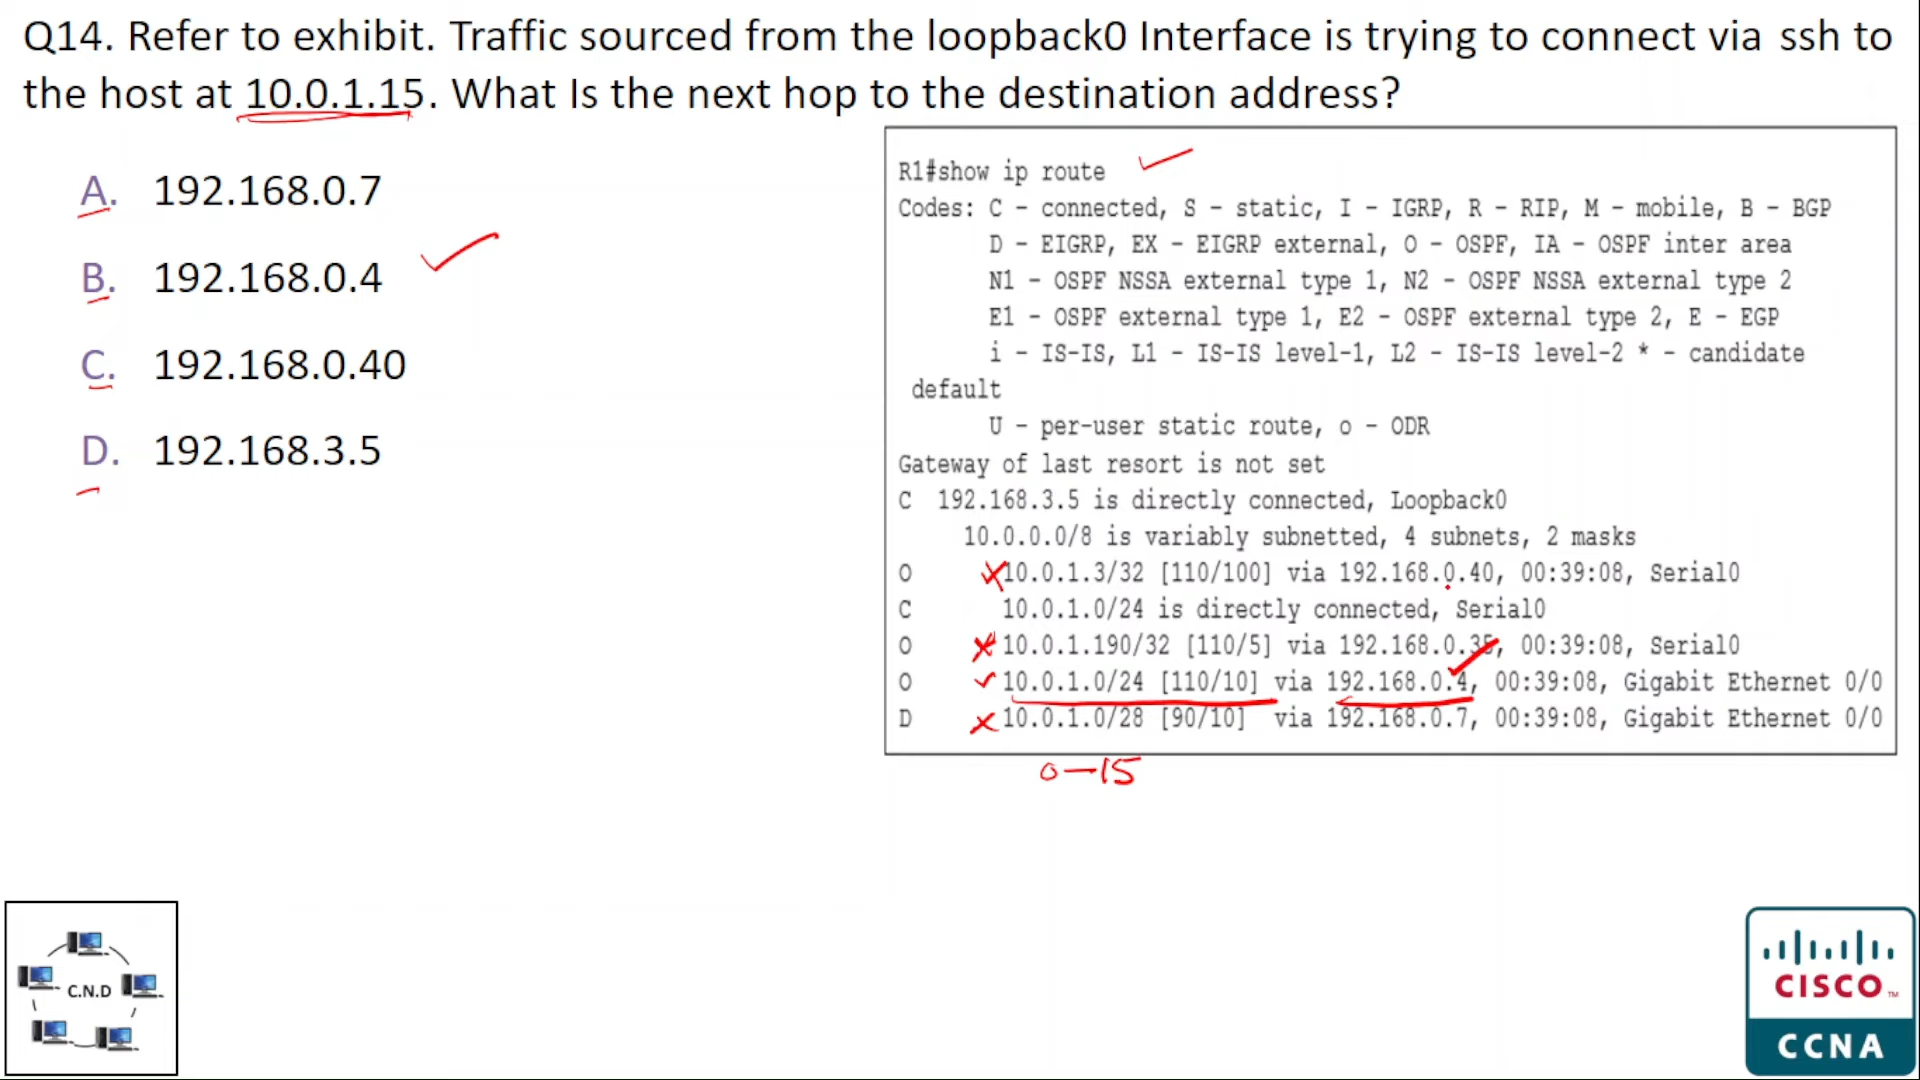 Q14. Refer to exhibit. Traffic sourced from the loopback0 Interface is trying to connect via ssh to
the host at 10.0.1.15. What Is the next hop to the destination address?
A. 192.168.0.7
B. 192.168.0.4
C. 192.168.0.40
D. 192.168.3.5
R1#show ip route
Codes: C - connected, S - static, I - IGRP, R - RIP, M - mobile, B - BGP
D - EIGRP, EX - EIGRP external, O - OSPF, IA - OSPF inter area
N1 - OSPF NSSA external type 1, N2 - OSPF NSSA external type 2
E1 - OSPF external type 1, E2 - OSPF external type 2, E - EGP
i - IS-IS, L1 - IS-IS level-1, L2 - IS-IS level-2 * - candidate
default
U - per-user static route, o - ODR
Gateway of last resort is not set
C 192.168.3.5 is directly connected, Loopback0
10.0.0.0/8 is variably subnetted, 4 subnets, 2 masks
O 10.0.1.3/32 [110/100] via 192.168.0.40, 00:39:08, Serial0
C 10.0.1.0/24 is directly connected, Serial0
O 10.0.1.190/32 [110/5] via 192.168.0.35, 00:39:08, Serial0
O 10.0.1.0/24 [110/10] via 192.168.0.4, 00:39:08, Gigabit Ethernet 0/0
D 10.0.1.0/28 [90/10] via 192.168.0.7, 00:39:08, Gigabit Ethernet 0/0
0-15
C.N.D
CISCO™
CCNA